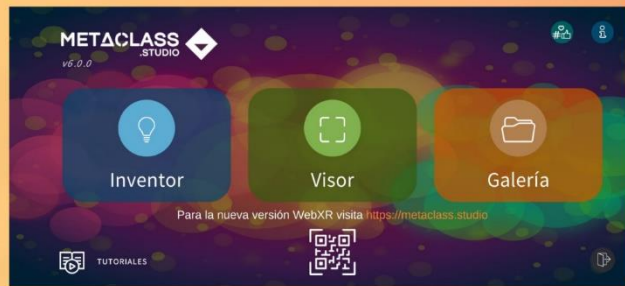 METACLASS
.STUDIO
v6.0.0
Inventor
Visor
Galería
Para la nueva versión WebXR visita https://metaclass.studio
TUTORIALES